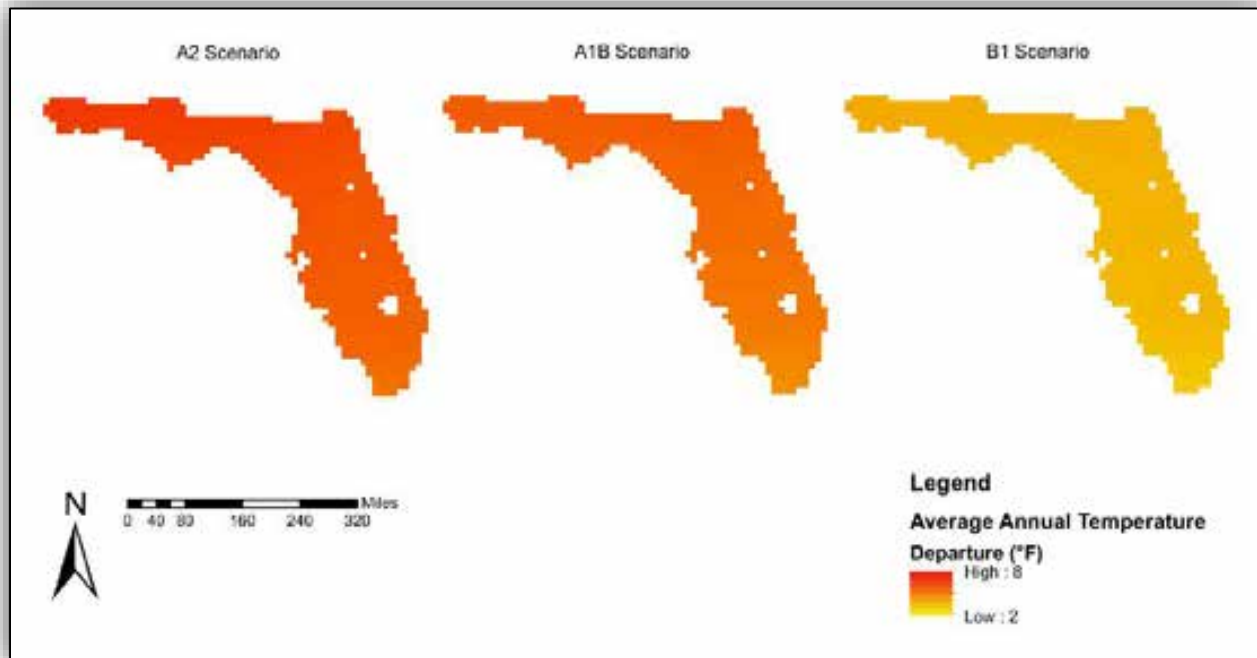 A2 Scenario
A1B Scenario
B1 Scenario
N
Miles
0 40 80 160 240 320
Legend
Average Annual Temperature
Departure (°F)
High : 8
Low : 2